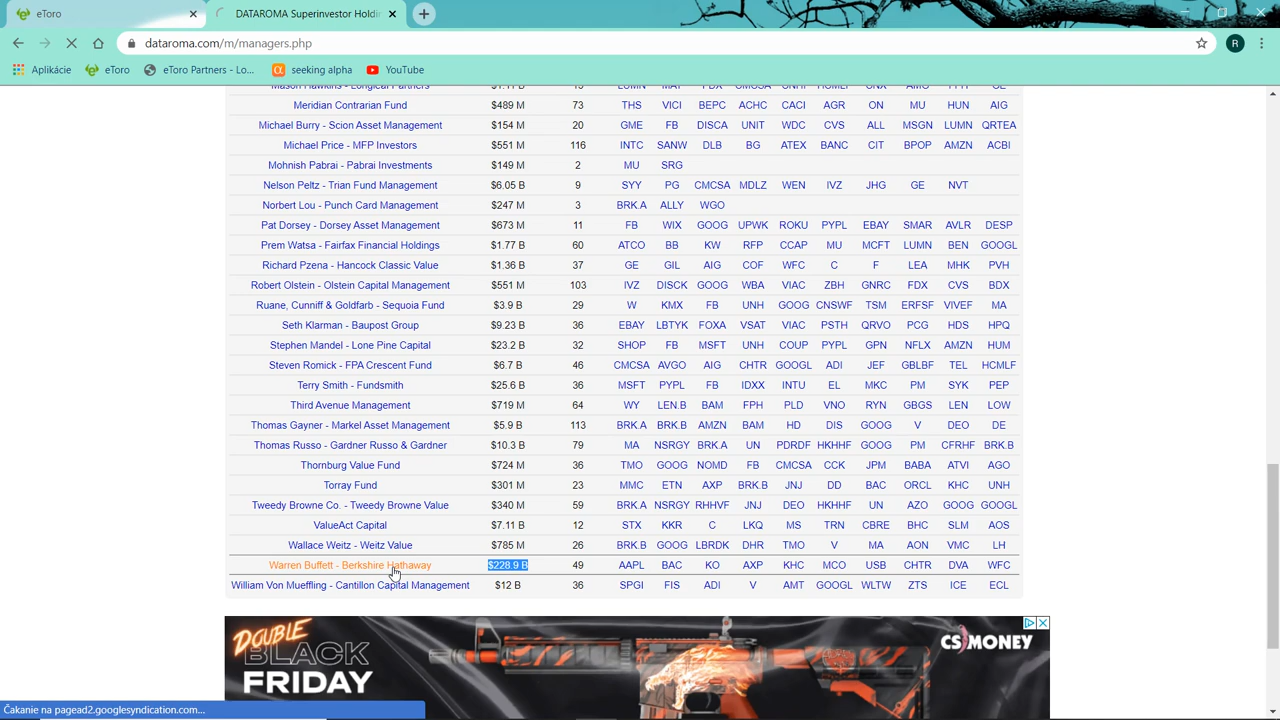 eToro
DATAROMA Superinvestor Holdi
dataroma.com/m/managers.php
R
Aplikácie eToro eToro Partners - Lo... seeking alpha YouTube
Mason Hawkins - Longleaf Partners
Meridian Contrarian Fund $489 M 73 THS VICI BEPC ACHC CACI AGR ON MU HUN AIG
Michael Burry - Scion Asset Management $154 M 20 GME FB DISCA UNIT WDC CVS ALL MSGN LUMN QRTEA
Michael Price - MFP Investors $551 M 116 INTC SANW DLB BG ATEX BANC CIT BPOP AMZN ACBI
Mohnish Pabrai - Pabrai Investments $149 M 2 MU SRG
Nelson Peltz - Trian Fund Management $6.05 B 9 SYY PG CMCSA MDLZ WEN IVZ JHG GE NVT
Norbert Lou - Punch Card Management $247 M 3 BRK.A ALLY WGO
Pat Dorsey - Dorsey Asset Management $673 M 11 FB WIX GOOG UPWK ROKU PYPL EBAY SMAR AVLR DESP
Prem Watsa - Fairfax Financial Holdings $1.77 B 60 ATCO BB KW RFP CCAP MU MCFT LUMN BEN GOOGL
Richard Pzena - Hancock Classic Value $1.36 B 37 GE GIL AIG COF WFC C F LEA MHK PVH
Robert Olstein - Olstein Capital Management $551 M 103 IVZ DISCK GOOG WBA VIAC ZBH GNRC FDX CVS BDX
Ruane, Cunniff & Goldfarb - Sequoia Fund $3.9 B 29 W KMX FB UNH GOOG CNSWF TSM ERFSF VIVEF MA
Seth Klarman - Baupost Group $9.23 B 36 EBAY LBTYK FOXA VSAT VIAC PSTH QRVO PCG HDS HPQ
Stephen Mandel - Lone Pine Capital $23.2 B 32 SHOP FB MSFT UNH COUP PYPL GPN NFLX AMZN HUM
Steven Romick - FPA Crescent Fund $6.7 B 46 CMCSA AVGO AIG CHTR GOOGL ADI JEF GBLBF TEL HCMLF
Terry Smith - Fundsmith $25.6 B 36 MSFT PYPL FB IDXX INTU EL MKC PM SYK PEP
Third Avenue Management $719 M 64 WY LEN.B BAM FPH PLD VNO RYN GBGS LEN LOW
Thomas Gayner - Markel Asset Management $5.9 B 113 BRK.A BRK.B AMZN BAM HD DIS GOOG V DEO DE
Thomas Russo - Gardner Russo & Gardner $10.3 B 79 MA NSRGY BRK.A UN PDRDF HKHHF GOOG PM CFRHF BRK.B
Thornburg Value Fund $724 M 36 TMO GOOG NOMD FB CMCSA CCK JPM BABA ATVI AGO
Torray Fund $301 M 23 MMC ETN AXP BRK.B JNJ DD BAC ORCL KHC UNH
Tweedy Browne Co. - Tweedy Browne Value $340 M 59 BRK.A NSRGY RHHVF JNJ DEO HKHHF UN AZO GOOG GOOGL
ValueAct Capital $7.11 B 12 STX KKR C LKQ MS TRN CBRE BHC SLM AOS
Wallace Weitz - Weitz Value $785 M 26 BRK.B GOOG LBRDK DHR TMO V MA AON VMC LH
Warren Buffett - Berkshire Hathaway $228.9 B 49 AAPL BAC KO AXP KHC MCO USB CHTR DVA WFC
William Von Mueffling - Cantillon Capital Management $12 B 36 SPGI FIS ADI V AMT GOOGL WLTW ZTS ICE ECL
DOUBLE
BLACK
FRIDAY
CS MONEY
Čakanie na pagead2.googlesyndication.com...